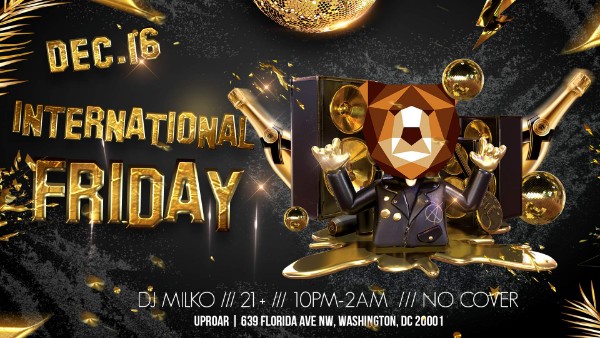 DEC.16
INTERNATIONAL
FRIDAY
DJ MILKO /// 21+ /// 10PM-2AM /// NO COVER
UPROAR | 639 FLORIDA AVE NW, WASHINGTON, DC 20001